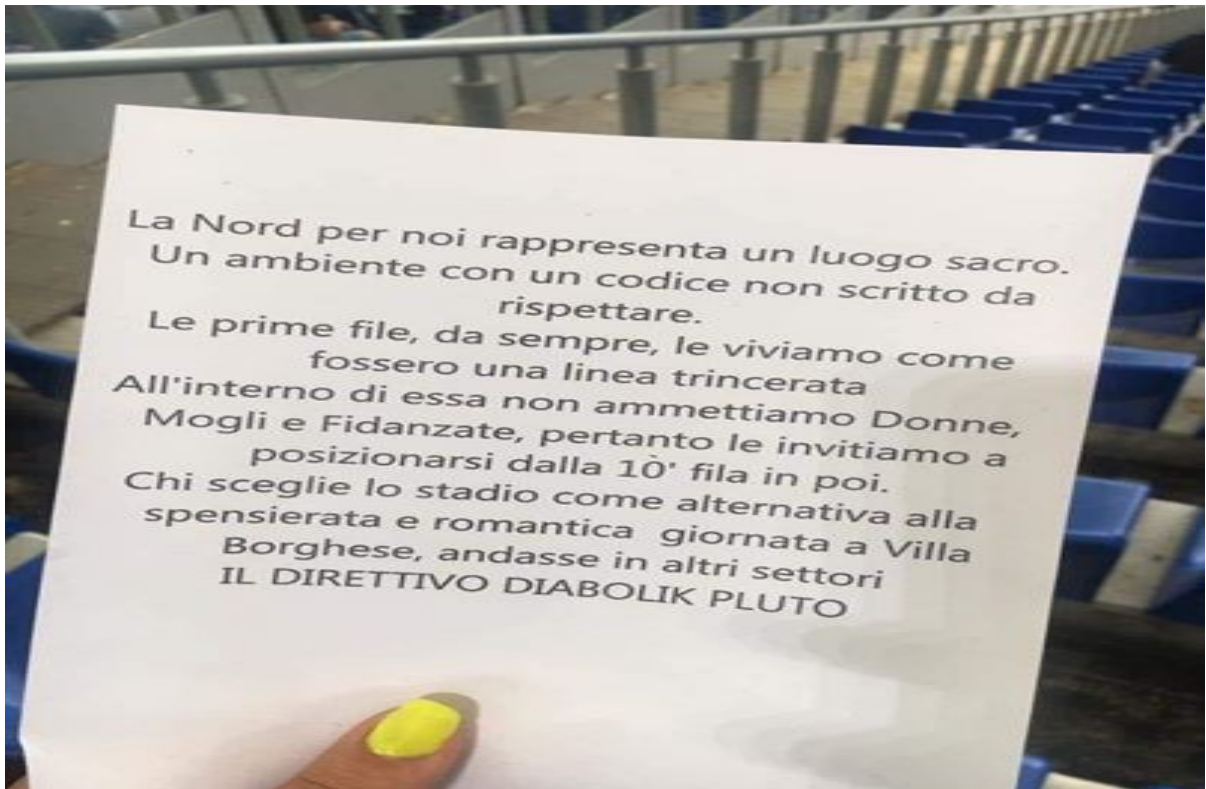 La Nord per noi rappresenta un luogo sacro.
Un ambiente con un codice non scritto da
rispettare.
Le prime file, da sempre, le viviamo come
fossero una linea trincerata
All'interno di essa non ammettiamo Donne,
Mogli e Fidanzate, pertanto le invitiamo a
posizionarsi dalla 10̀' fila in poi.
Chi sceglie lo stadio come alternativa alla
spensierata e romantica giornata a Villa
Borghese, andasse in altri settori
IL DIRETTIVO DIABOLIK PLUTO